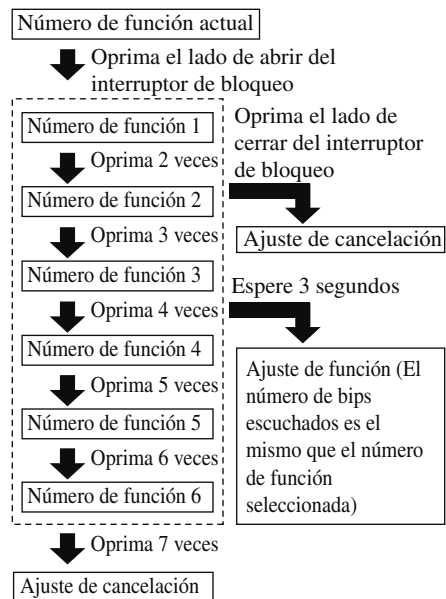 Número de función actual
Oprima el lado de abrir del
interruptor de bloqueo
Número de función 1
Oprima 2 veces
Número de función 2
Oprima 3 veces
Número de función 3
Oprima 4 veces
Número de función 4
Oprima 5 veces
Número de función 5
Oprima 6 veces
Número de función 6
Oprima 7 veces
Ajuste de cancelación
Oprima el lado de
cerrar del interruptor
de bloqueo
Ajuste de cancelación
Espere 3 segundos
Ajuste de función (El
número de bips
escuchados es el
mismo que el número
de función
seleccionada)